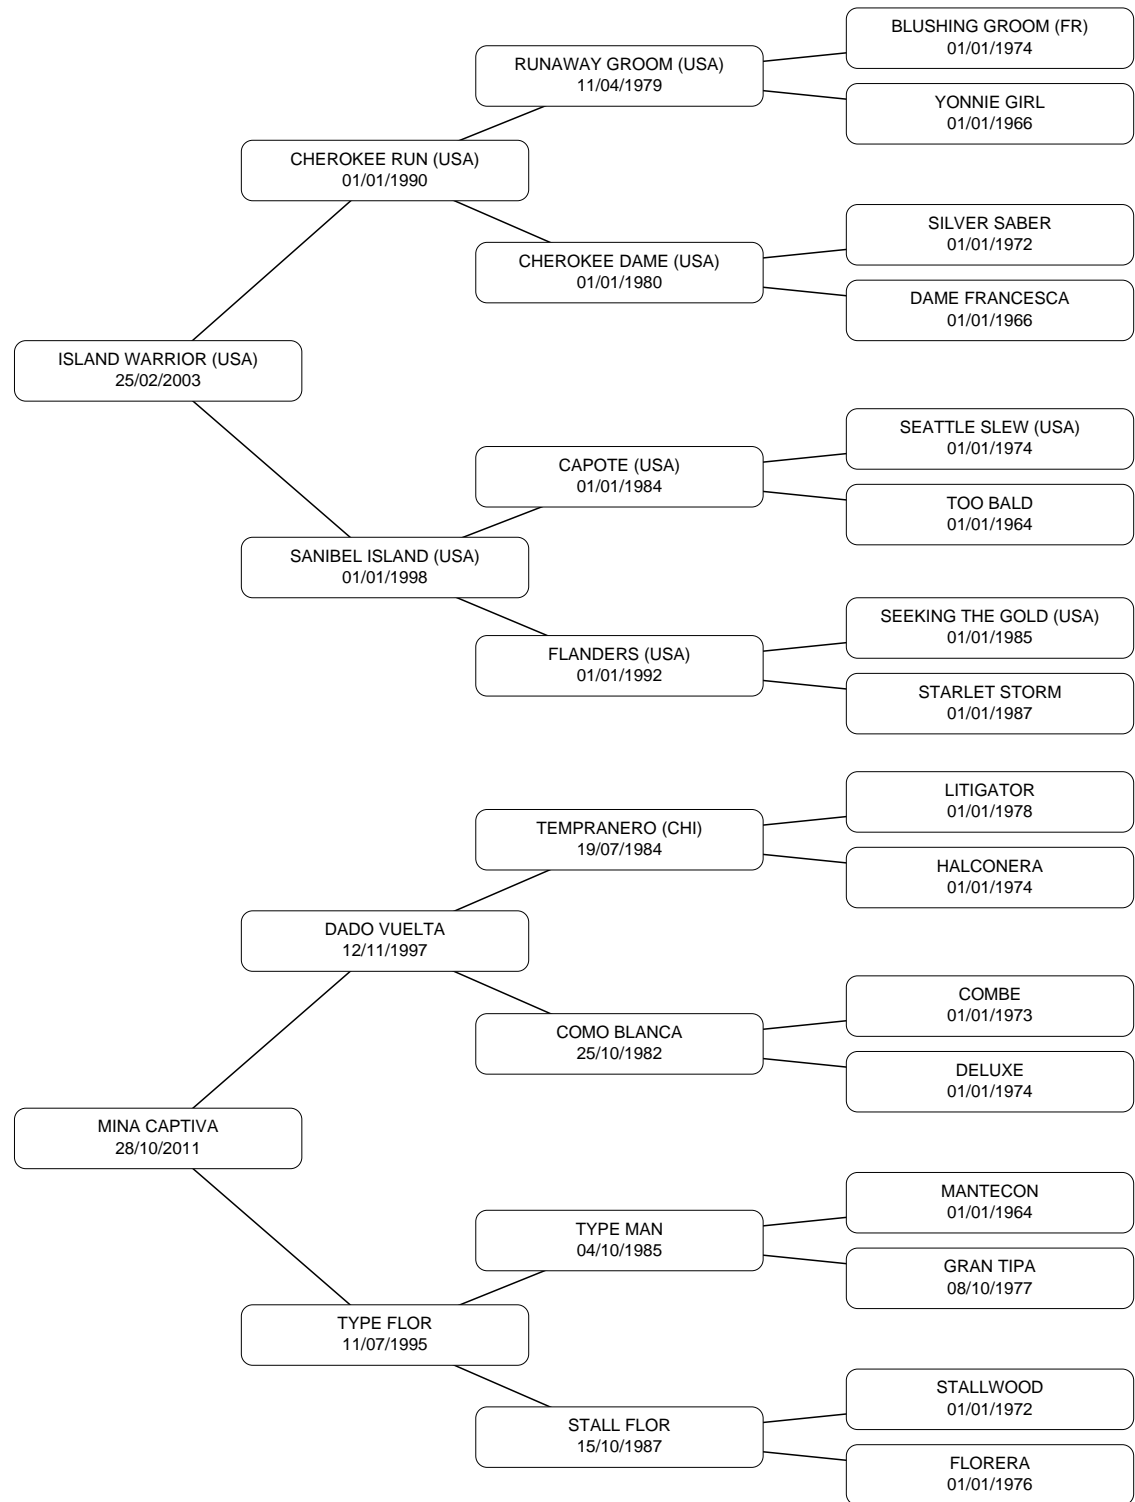 BLUSHING GROOM (FR)
01/01/1974
RUNAWAY GROOM (USA)
11/04/1979
YONNIE GIRL
01/01/1966
CHEROKEE RUN (USA)
01/01/1990
SILVER SABER
01/01/1972
CHEROKEE DAME (USA)
01/01/1980
DAME FRANCESCA
01/01/1966
ISLAND WARRIOR (USA)
25/02/2003
SEATTLE SLEW (USA)
01/01/1974
CAPOTE (USA)
01/01/1984
TOO BALD
01/01/1964
SANIBEL ISLAND (USA)
01/01/1998
SEEKING THE GOLD (USA)
01/01/1985
FLANDERS (USA)
01/01/1992
STARLET STORM
01/01/1987
LITIGATOR
01/01/1978
TEMPRANERO (CHI)
19/07/1984
HALCONERA
01/01/1974
DADO VUELTA
12/11/1997
COMBE
01/01/1973
COMO BLANCA
25/10/1982
DELUXE
01/01/1974
MINA CAPTIVA
28/10/2011
MANTECON
01/01/1964
TYPE MAN
04/10/1985
GRAN TIPA
08/10/1977
TYPE FLOR
11/07/1995
STALLWOOD
01/01/1972
STALL FLOR
15/10/1987
FLORERA
01/01/1976